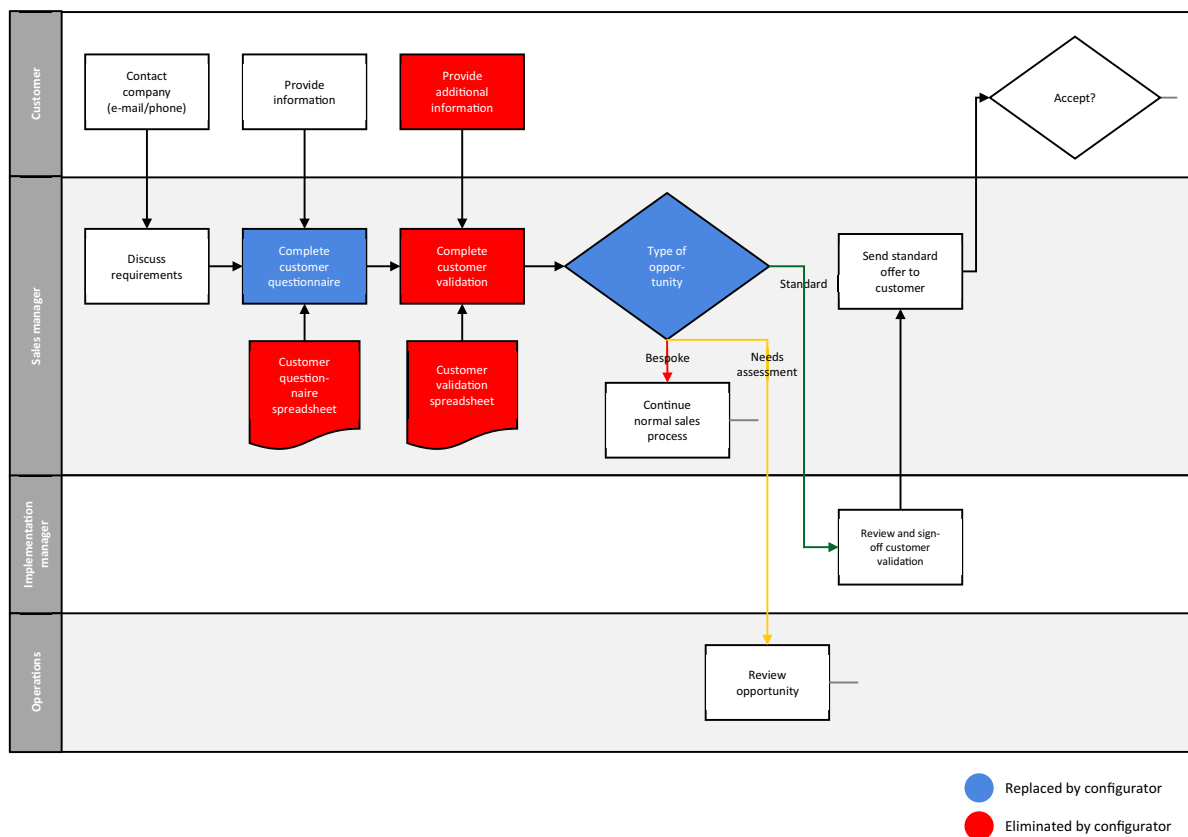 Customer
Contact
company
(e-mail/phone)
Provide
information
Provide
additional
information
Accept?
Sales manager
Discuss
requirements
Complete
customer
questionnaire
Complete
customer
validation
Type of
oppor-
tunity
Standard
Send standard
offer to
customer
Customer
question-
naire
spreadsheet
Customer
validation
spreadsheet
Bespoke
Needs
assessment
Continue
normal sales
process
Implementation
manager
Review and sign-
off customer
validation
Operations
Review
opportunity
Replaced by configurator
Eliminated by configurator